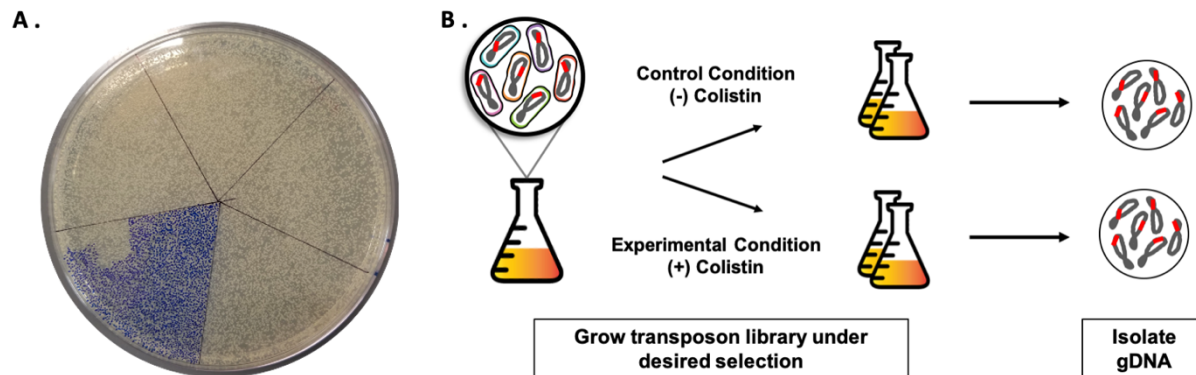 A .
B .
Control Condition
(-) Colistin
Experimental Condition
(+) Colistin
Grow transposon library under
desired selection
Isolate
gDNA